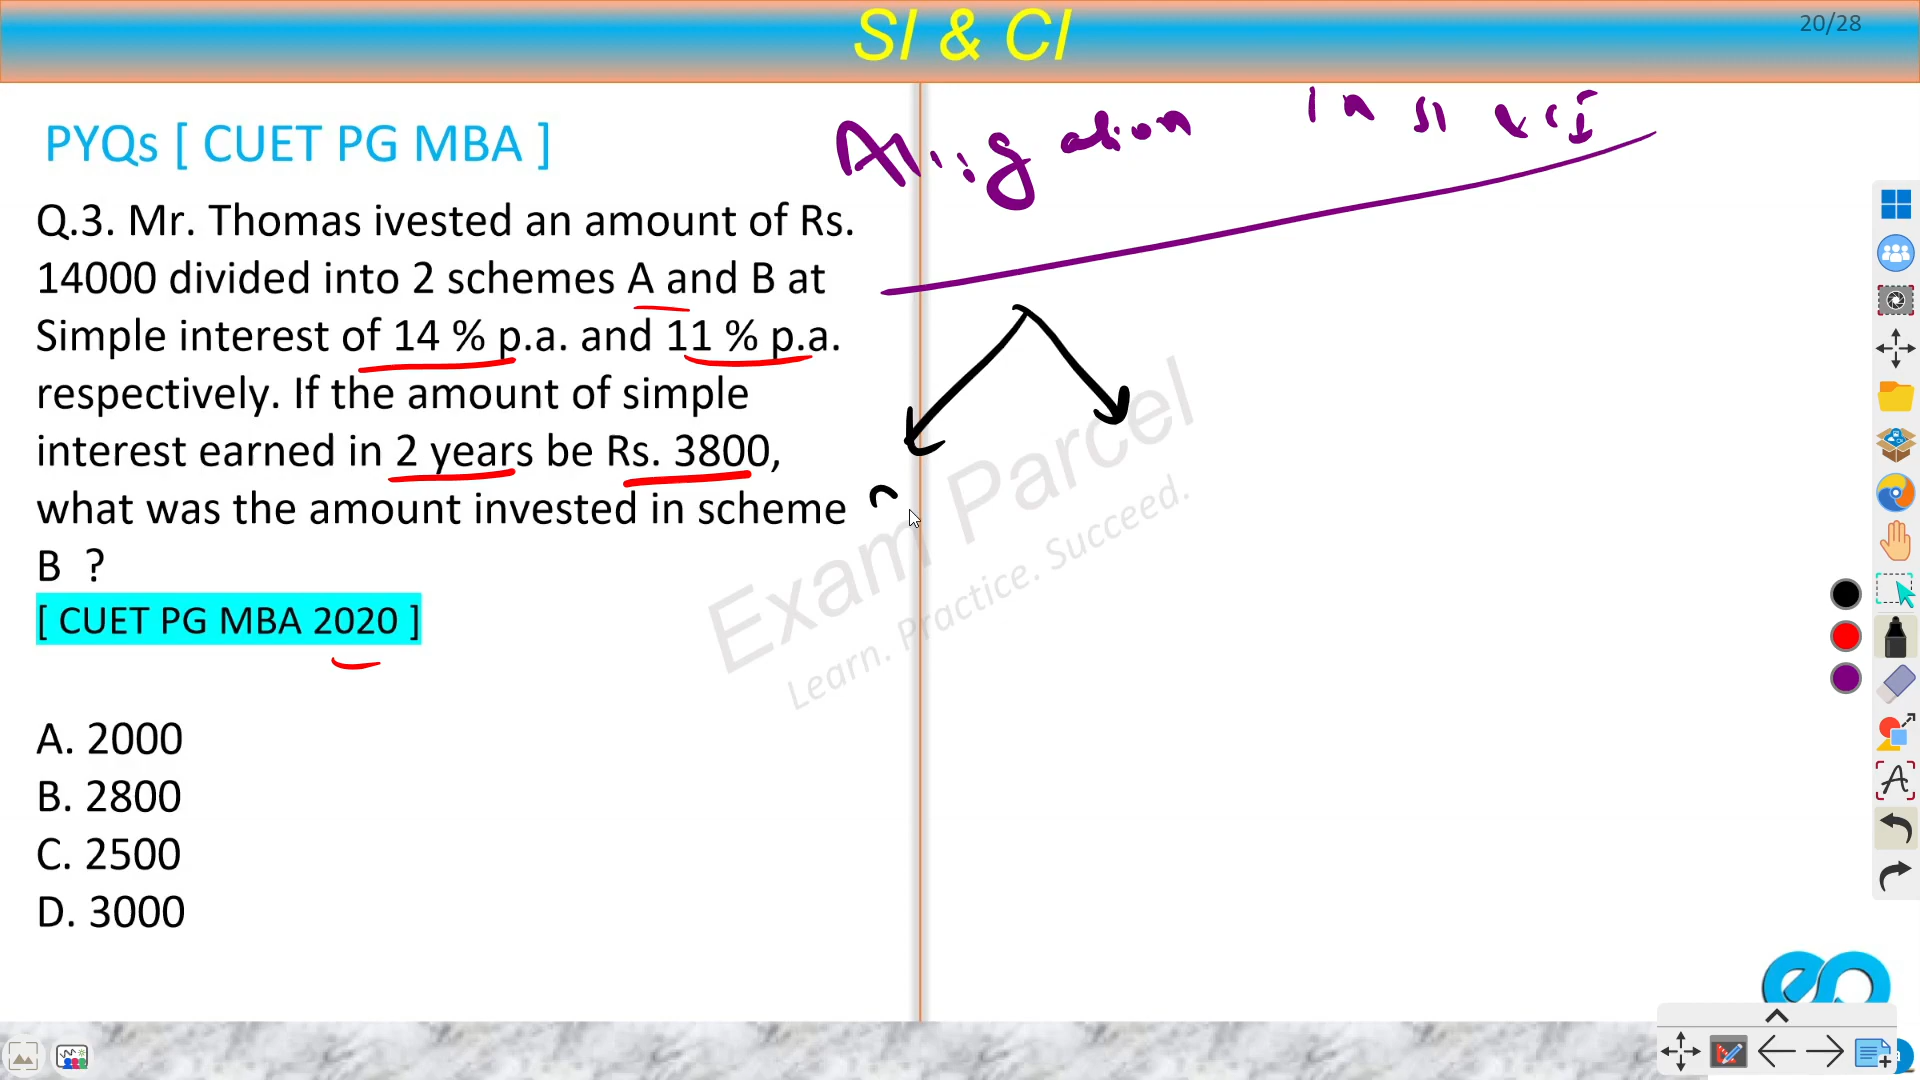 SI & CI
20/28
PYQs [ CUET PG MBA ]
Alligation in SI & CI
Q.3. Mr. Thomas ivested an amount of Rs.
14000 divided into 2 schemes A and B at
Simple interest of 14 % p.a. and 11 % p.a.
respectively. If the amount of simple
interest earned in 2 years be Rs. 3800,
what was the amount invested in scheme
B ?
[ CUET PG MBA 2020 ]
A. 2000
B. 2800
C. 2500
D. 3000
Exam Parcel
Learn. Practice. Succeed.